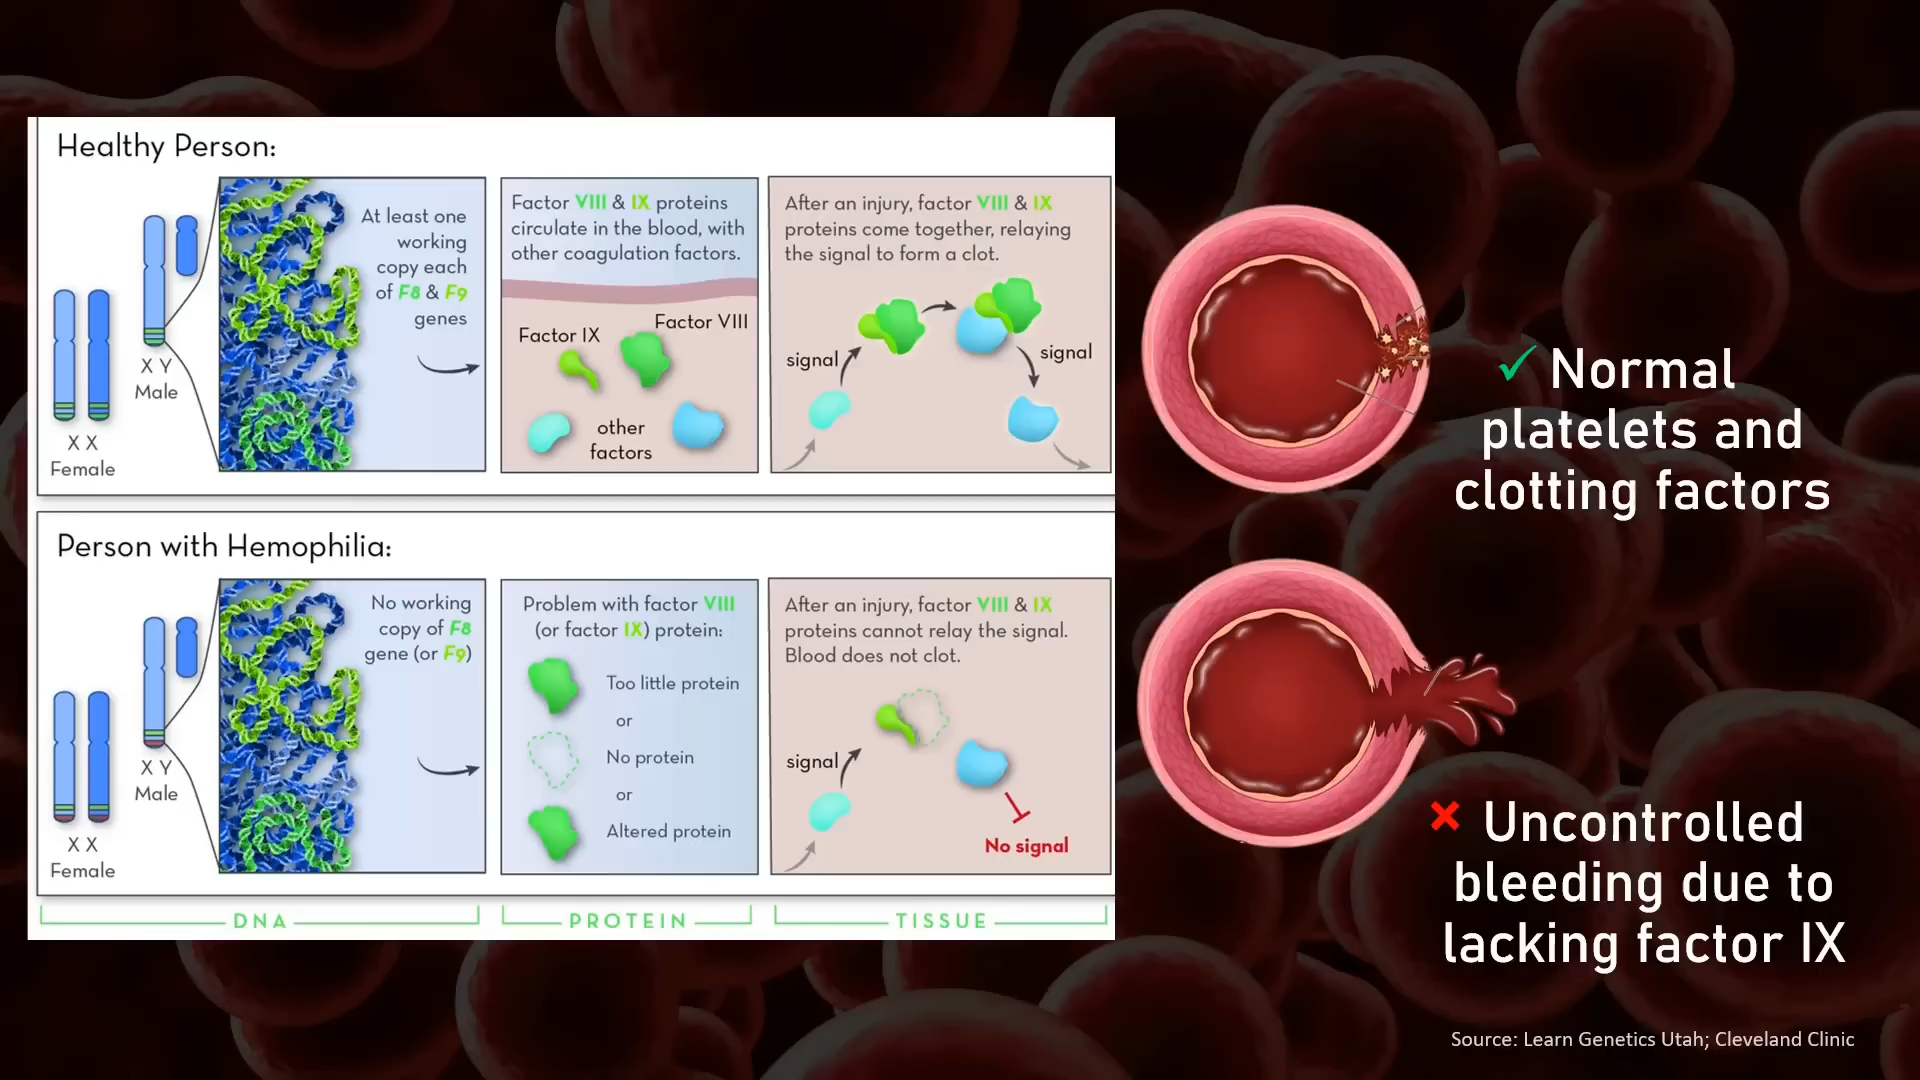 Healthy Person:
X X
Female
X Y
Male
At least one
working
copy each
of F8 & F9
genes
Factor VIII & IX proteins
circulate in the blood, with
other coagulation factors.
Factor IX
Factor VIII
other
factors
After an injury, factor VIII & IX
proteins come together, relaying
the signal to form a clot.
signal
signal
Person with Hemophilia:
X X
Female
X Y
Male
No working
copy of F8
gene (or F9)
Problem with factor VIII
(or factor IX) protein:
Too little protein
or
No protein
or
Altered protein
After an injury, factor VIII & IX
proteins cannot relay the signal.
Blood does not clot.
signal
No signal
DNA
PROTEIN
TISSUE
Normal
platelets and
clotting factors
Uncontrolled
bleeding due to
lacking factor IX
Source: Learn Genetics Utah; Cleveland Clinic